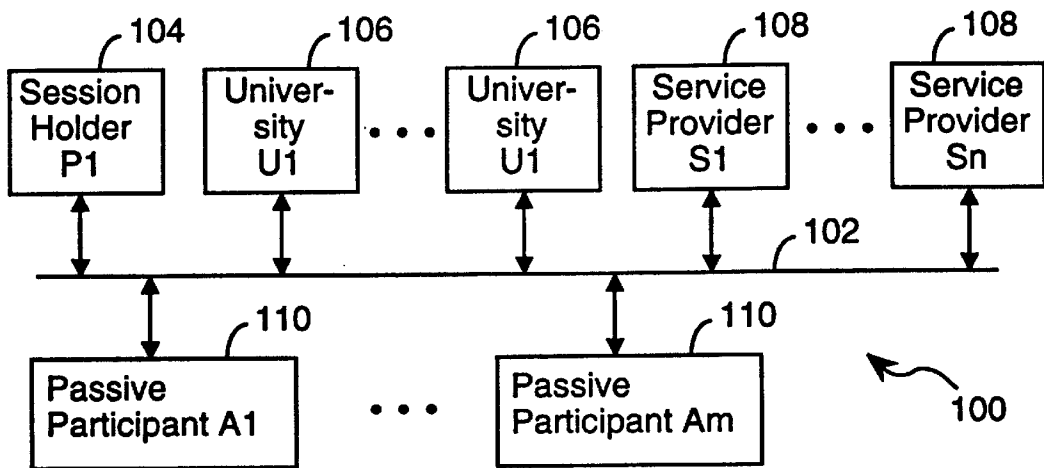 104
106
106
108
108
Session
Holder
P1
Univer-
sity
U1
Univer-
sity
U1
Service
Provider
S1
Service
Provider
Sn
102
110
110
Passive
Participant A1
Passive
Participant Am
100